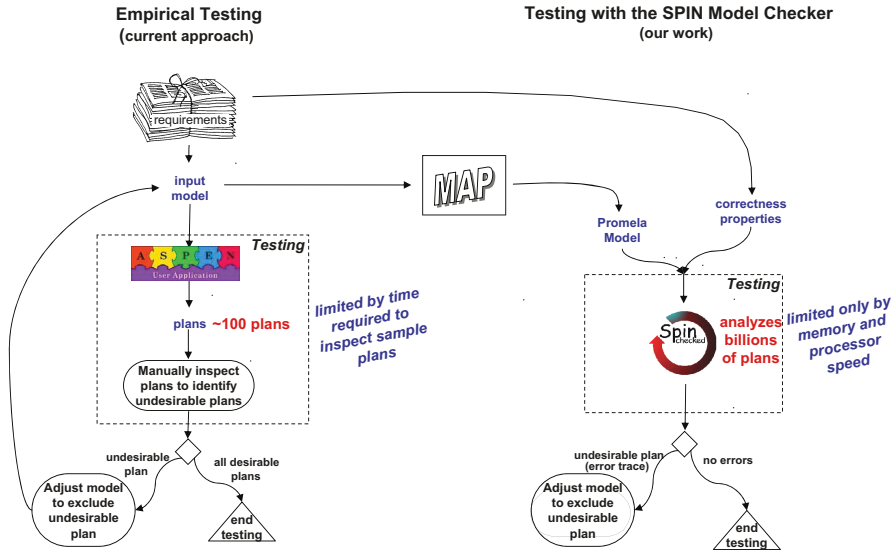 Empirical Testing
(current approach)
Testing with the SPIN Model Checker
(our work)
requirements
input
model
MAP
Promela
Model
correctness
properties
Testing
A S P E N
User Application
plans ~100 plans
limited by time
required to
inspect sample
plans
Manually inspect
plans to identify
undesirable plans
undesirable
plan
all desirable
plans
Adjust model
to exclude
undesirable
plan
end
testing
Testing
Spin
checked
analyzes
billions
of plans
limited only by
memory and
processor
speed
undesirable plan
(error trace)
no errors
Adjust model
to exclude
undesirable
plan
end
testing